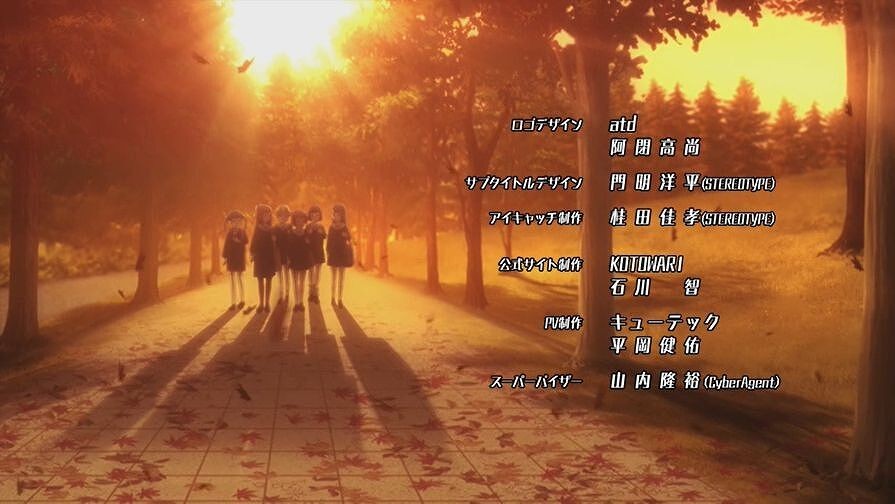 ロゴデザイン atd
阿閉高尚
サブタイトルデザイン 門明洋平(STEREOTYPE)
アイキャッチ制作 桂田佳孝(STEREOTYPE)
公式サイト制作 KOTOWARI
石川 智
PV制作 キューテック
平岡健佑
スーパーバイザー 山内隆裕(CyberAgent)